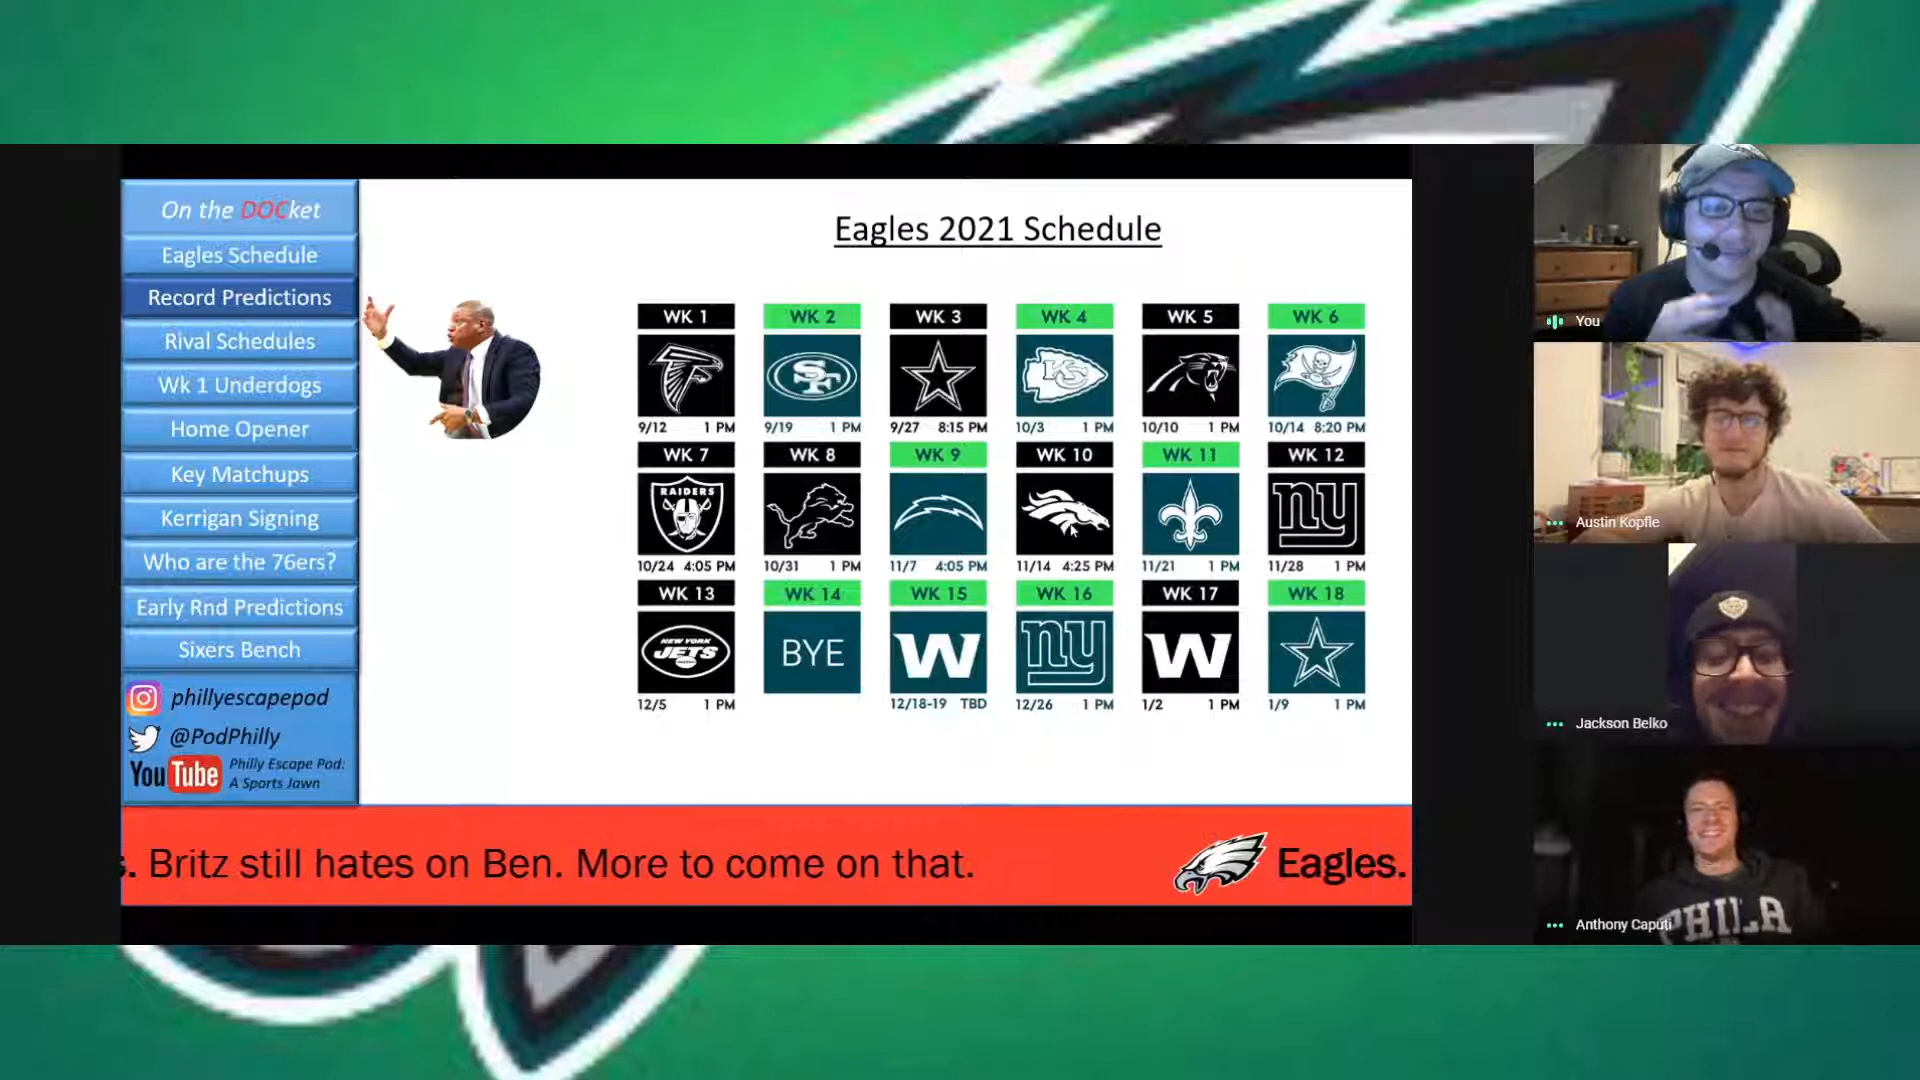 On the DOCket
Eagles Schedule
Record Predictions
Rival Schedules
Wk 1 Underdogs
Home Opener
Key Matchups
Kerrigan Signing
Who are the 76ers?
Early Rnd Predictions
Sixers Bench
phillyescapepod
@PodPhilly
YouTube Philly Escape Pod:
A Sports Jawn
Eagles 2021 Schedule
WK 1 WK 2 WK 3 WK 4 WK 5 WK 6
SF KC
9/12 1 PM 9/19 1 PM 9/27 8:15 PM 10/3 1 PM 10/10 1 PM 10/14 8:20 PM
WK 7 WK 8 WK 9 WK 10 WK 11 WK 12
RAIDERS ny
10/24 4:05 PM 10/31 1 PM 11/7 4:05 PM 11/14 4:25 PM 11/21 1 PM 11/28 1 PM
WK 13 WK 14 WK 15 WK 16 WK 17 WK 18
NEW YORK
JETS BYE W ny W
12/5 1 PM 12/18-19 TBD 12/26 1 PM 1/2 1 PM 1/9 1 PM
. Britz still hates on Ben. More to come on that. Eagles.
You
Austin Kopfle
Jackson Belko
Anthony Caputi
PHILA